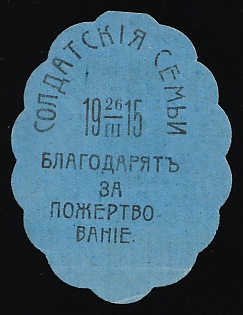 СОЛДАТСКІЯ СЕМЬИ
19 26/III 15
БЛАГОДАРЯТЪ
ЗА
ПОЖЕРТВО
ВАНІЕ.